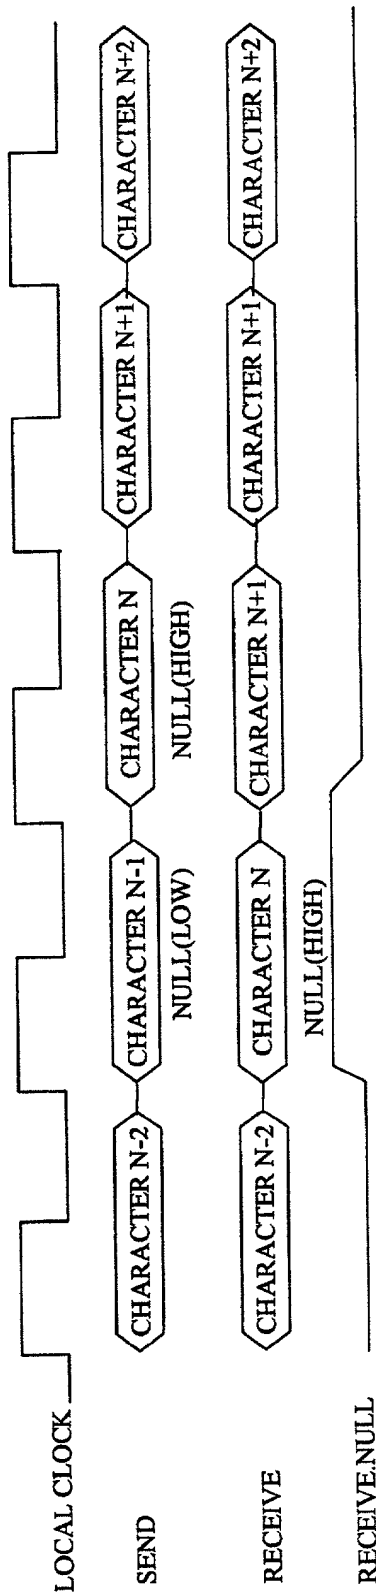 LOCAL CLOCK
SEND
CHARACTER N-2
CHARACTER N-1
CHARACTER N
CHARACTER N+1
CHARACTER N+2
NULL(LOW)
NULL(HIGH)
RECEIVE
CHARACTER N-2
CHARACTER N
CHARACTER N+1
CHARACTER N+1
CHARACTER N+2
NULL(HIGH)
RECEIVE.NULL